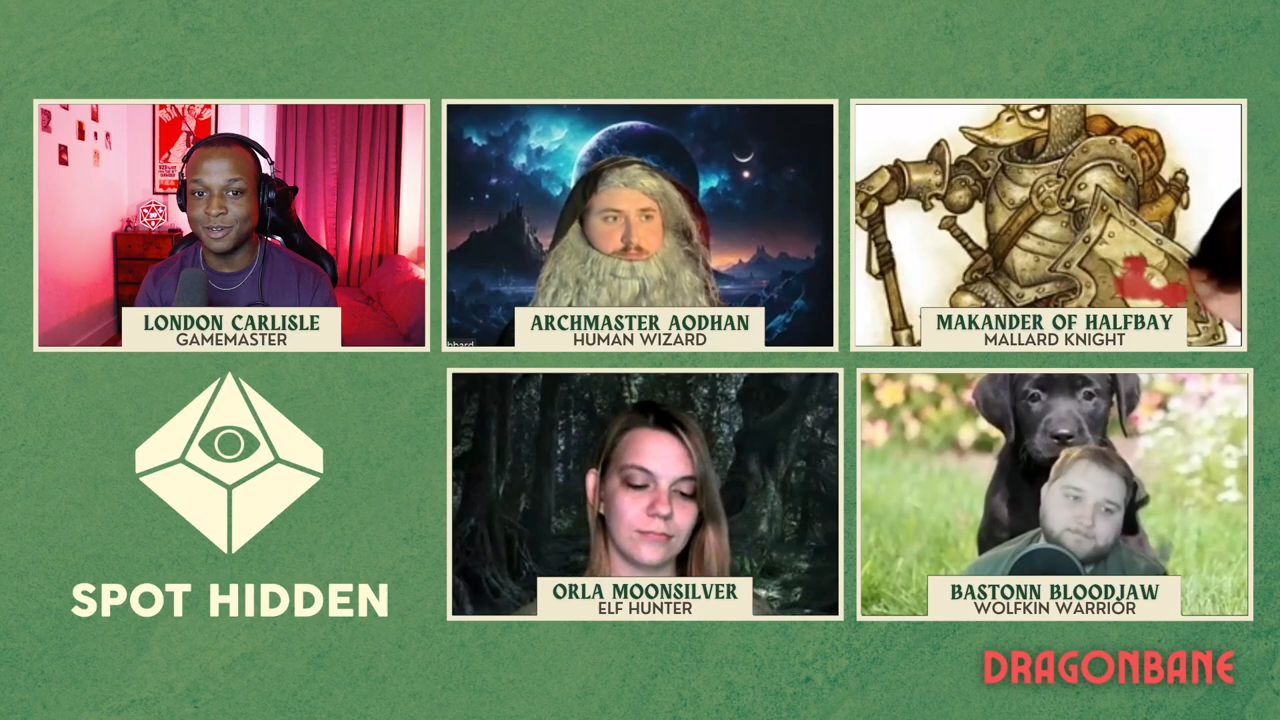 LONDON CARLISLE
GAMEMASTER
ARCHMASTER AODHAN
HUMAN WIZARD
MAKANDER OF HALFBAY
MALLARD KNIGHT
SPOT HIDDEN
ORLA MOONSILVER
ELF HUNTER
BASTONN BLOODJAW
WOLFKIN WARRIOR
DRAGONBANE